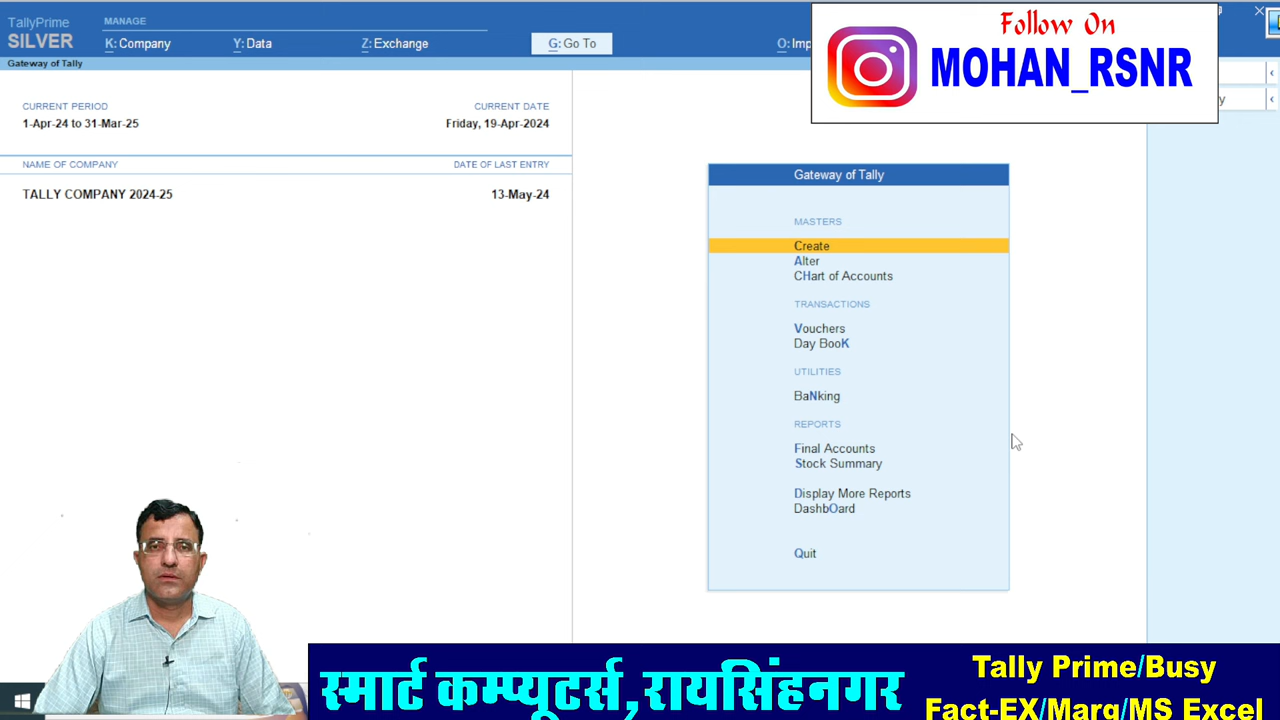 TallyPrime
SILVER
MANAGE
K: Company
Y: Data
Z: Exchange
G: Go To
Follow On
MOHAN_RSNR
Gateway of Tally
CURRENT PERIOD
CURRENT DATE
1-Apr-24 to 31-Mar-25
Friday, 19-Apr-2024
NAME OF COMPANY
DATE OF LAST ENTRY
TALLY COMPANY 2024-25
13-May-24
Gateway of Tally
MASTERS
Create
Alter
CHart of Accounts
TRANSACTIONS
Vouchers
Day BooK
UTILITIES
BaNking
REPORTS
Final Accounts
Stock Summary
Display More Reports
DashbOard
Quit
स्मार्ट कम्प्यूटर्स,रायसिंहनगर
Tally Prime/Busy
Fact-EX/Marg/MS Excel